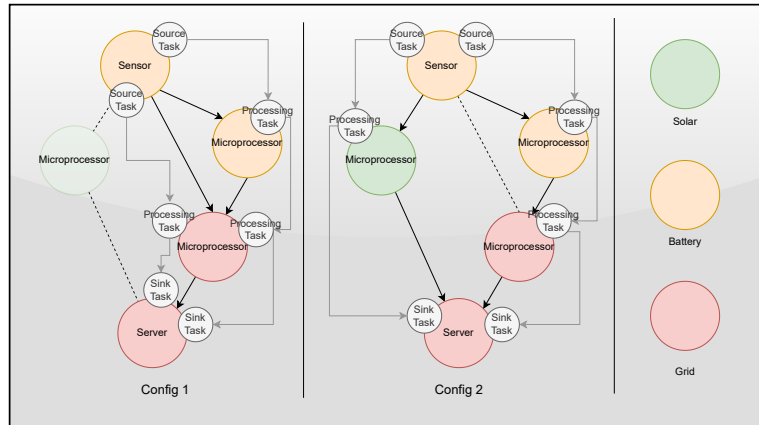 Source
Task
Sensor
Source
Task
Processing
Task
Microprocessor
Microprocessor
Processing
Task
Processing
Task
Microprocessor
Sink
Task
Sink
Task
Server
Config 1
Source
Task
Source
Task
Sensor
Processing
Task
Processing
Task
Microprocessor
Microprocessor
Processing
Task
Microprocessor
Sink
Task
Sink
Task
Server
Config 2
Solar
Battery
Grid